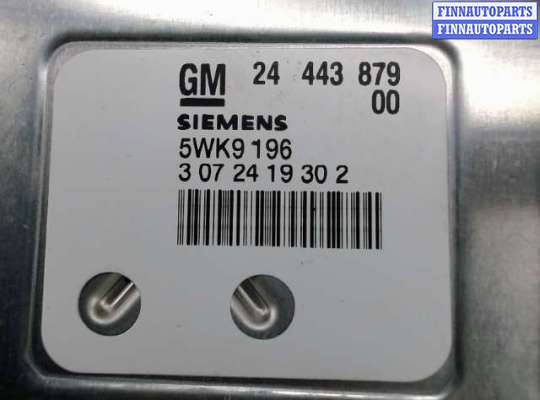 FINNAUTOPARTS
FINNAUTOPARTS
GM 24 443 879
00
SIEMENS
5WK9 196
3 07 24 19 30 2